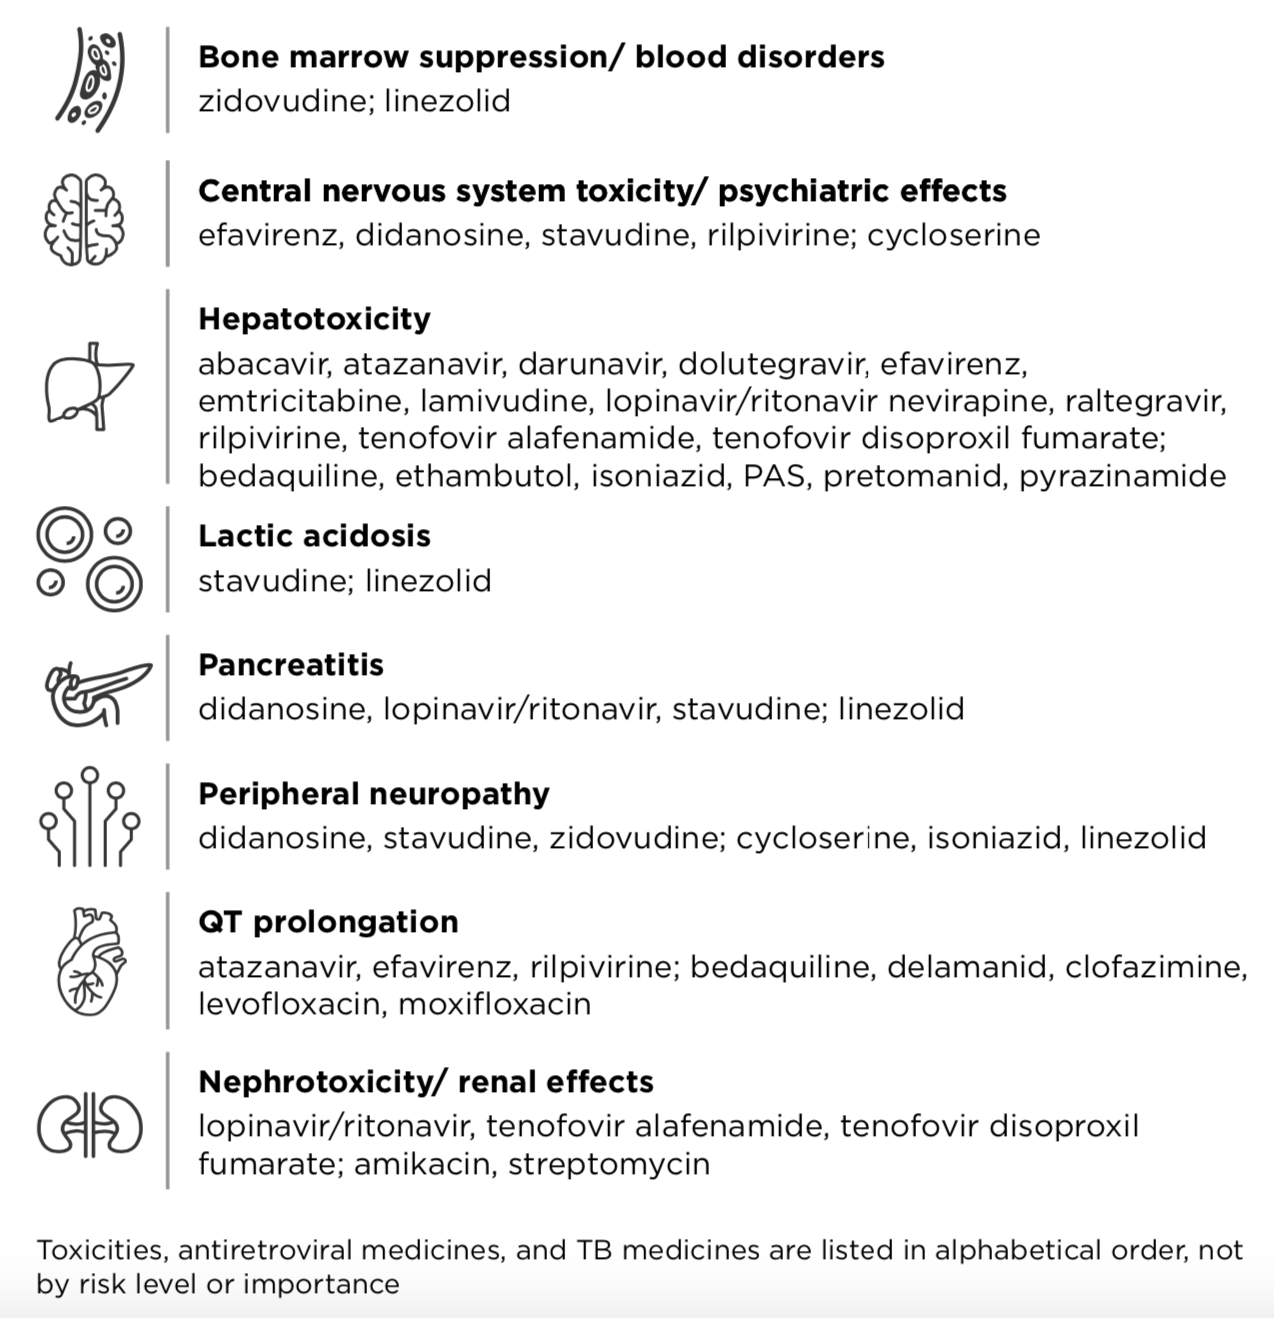 Bone marrow suppression/ blood disorders
zidovudine; linezolid
Central nervous system toxicity/ psychiatric effects
efavirenz, didanosine, stavudine, rilpivirine; cycloserine
Hepatotoxicity
abacavir, atazanavir, darunavir, dolutegravir, efavirenz,
emtricitabine, lamivudine, lopinavir/ritonavir nevirapine, raltegravir,
rilpivirine, tenofovir alafenamide, tenofovir disoproxil fumarate;
bedaquiline, ethambutol, isoniazid, PAS, pretomanid, pyrazinamide
Lactic acidosis
stavudine; linezolid
Pancreatitis
didanosine, lopinavir/ritonavir, stavudine; linezolid
Peripheral neuropathy
didanosine, stavudine, zidovudine; cycloserine, isoniazid, linezolid
QT prolongation
atazanavir, efavirenz, rilpivirine; bedaquiline, delamanid, clofazimine,
levofloxacin, moxifloxacin
Nephrotoxicity/ renal effects
lopinavir/ritonavir, tenofovir alafenamide, tenofovir disoproxil
fumarate; amikacin, streptomycin
Toxicities, antiretroviral medicines, and TB medicines are listed in alphabetical order, not
by risk level or importance